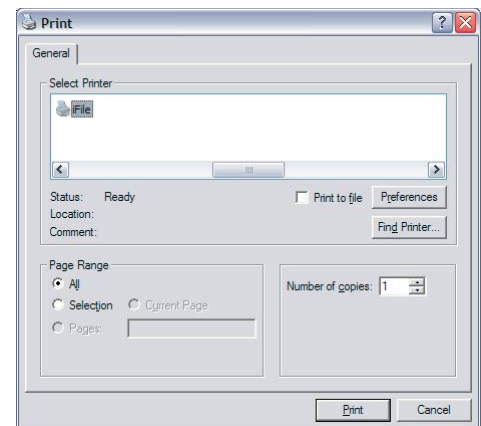 Print
General
Select Printer
iFile
Status: Ready
Print to file
Preferences
Location:
Comment:
Find Printer...
Page Range
All
Selection
Current Page
Pages:
Number of copies: 1
Print
Cancel